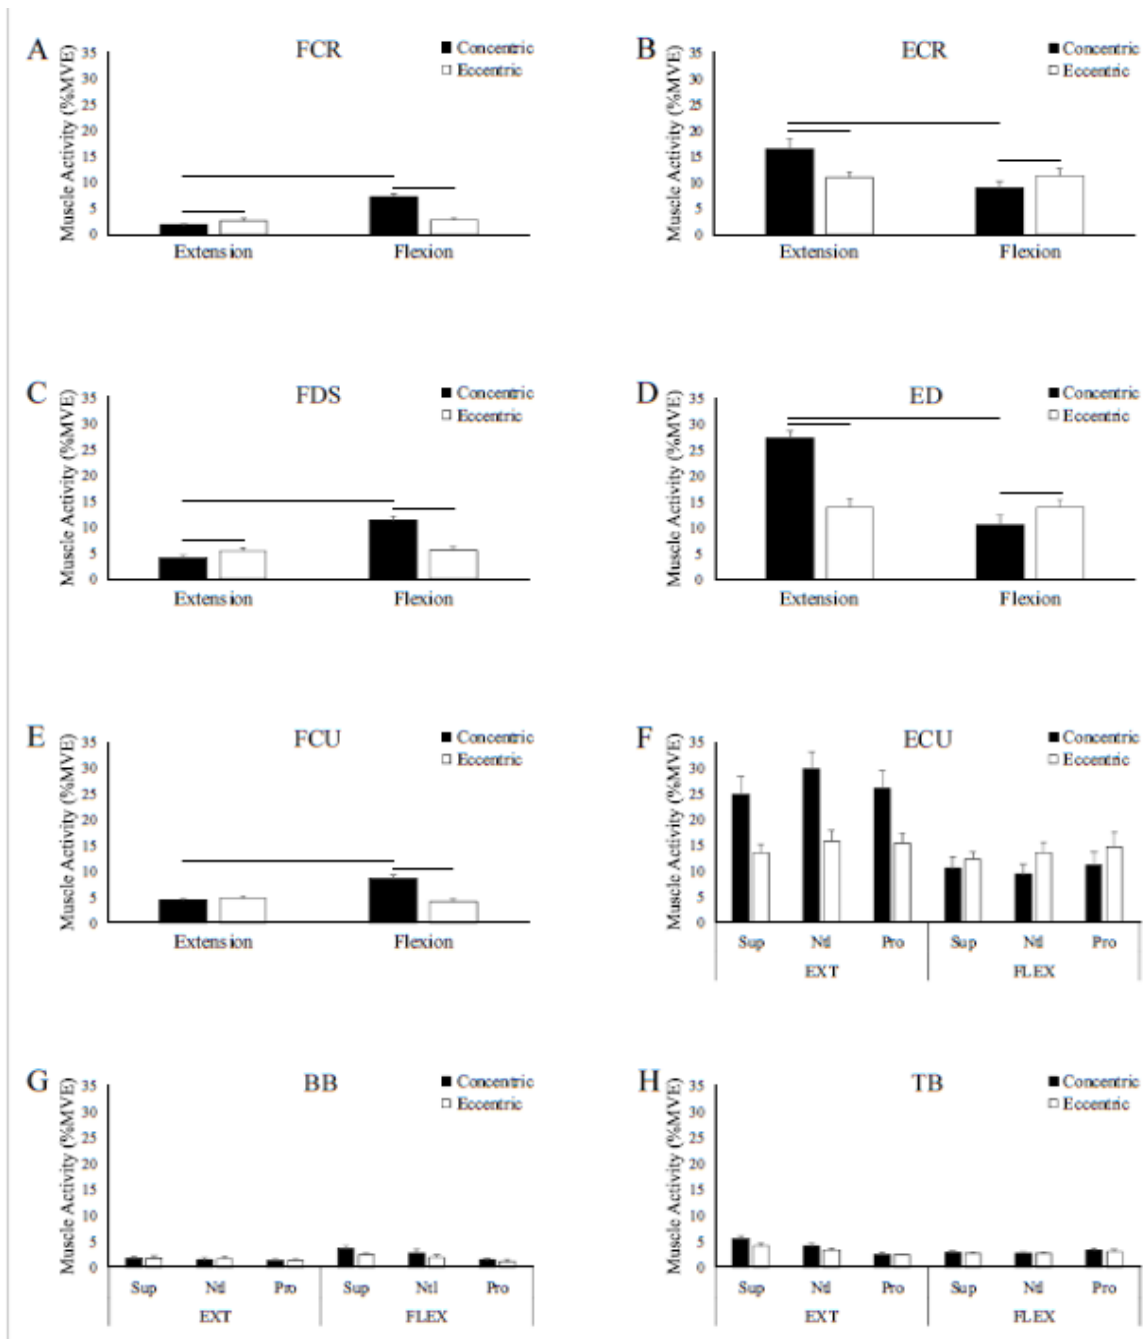 A
FCR
Concentric
Eccentric
Muscle Activity (%MVE)
35
30
25
20
15
10
5
0
Extension
Flexion
B
ECR
Concentric
Eccentric
Muscle Activity (%MVE)
35
30
25
20
15
10
5
0
Extension
Flexion
C
FDS
Concentric
Eccentric
Muscle Activity (%MVE)
35
30
25
20
15
10
5
0
Extension
Flexion
D
ED
Concentric
Eccentric
Muscle Activity (%MVE)
35
30
25
20
15
10
5
0
Extension
Flexion
E
FCU
Concentric
Eccentric
Muscle Activity (%MVE)
35
30
25
20
15
10
5
0
Extension
Flexion
F
ECU
Concentric
Eccentric
Muscle Activity (%MVE)
35
30
25
20
15
10
5
0
Sup Ntl Pro Sup Ntl Pro
EXT FLEX
G
BB
Concentric
Eccentric
Muscle Activity (%MVE)
35
30
25
20
15
10
5
0
Sup Ntl Pro Sup Ntl Pro
EXT FLEX
H
TB
Concentric
Eccentric
Muscle Activity (%MVE)
35
30
25
20
15
10
5
0
Sup Ntl Pro Sup Ntl Pro
EXT FLEX